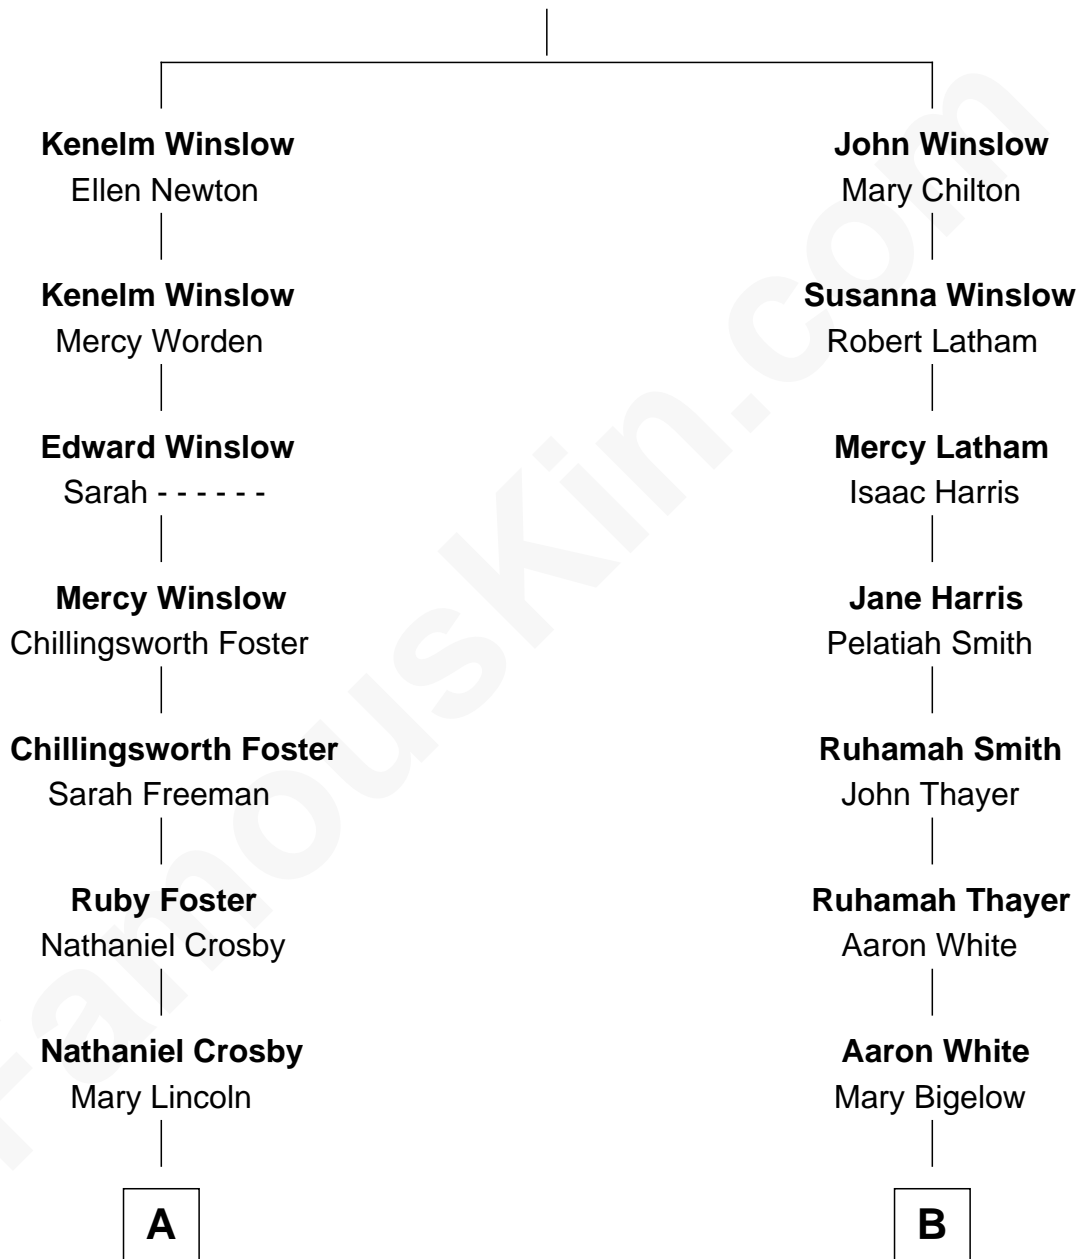 Kenelm Winslow
Ellen Newton
Kenelm Winslow
Mercy Worden
Edward Winslow
Sarah - - - - - -
Mercy Winslow
Chillingsworth Foster
Chillingsworth Foster
Sarah Freeman
Ruby Foster
Nathaniel Crosby
Nathaniel Crosby
Mary Lincoln
A
John Winslow
Mary Chilton
Susanna Winslow
Robert Latham
Mercy Latham
Isaac Harris
Jane Harris
Pelatiah Smith
Ruhamah Smith
John Thayer
Ruhamah Thayer
Aaron White
Aaron White
Mary Bigelow
B
FamousKin.com